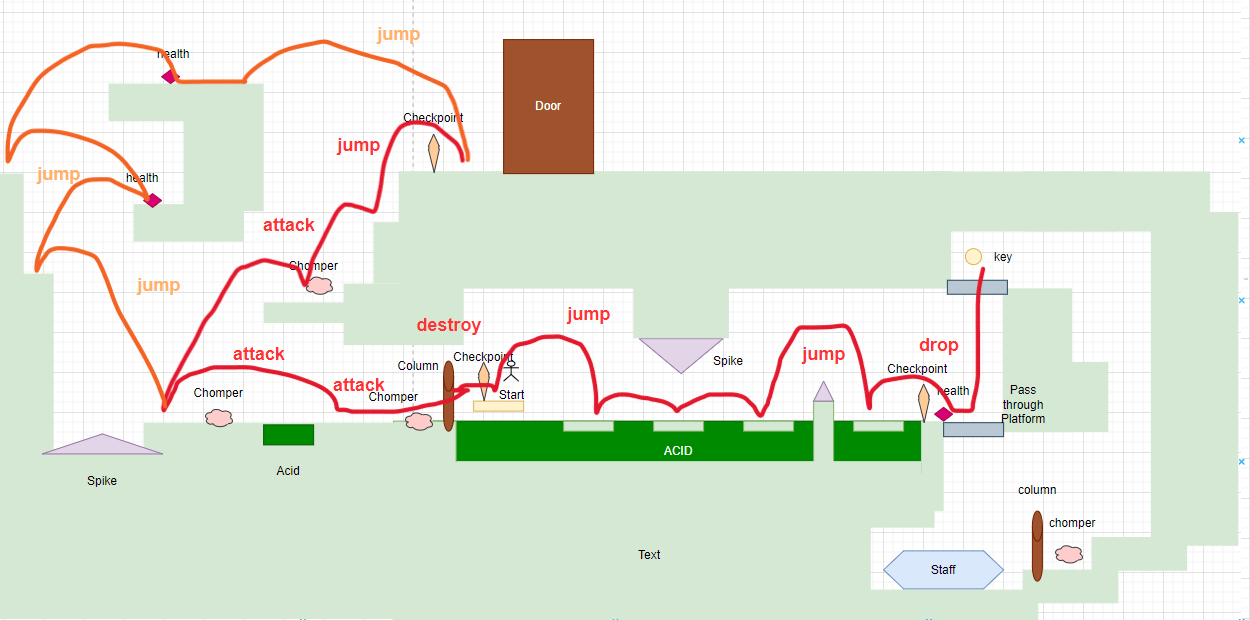 jump
health
Door
Checkpoint
jump
jump
health
attack
key
Chomper
jump
jump
destroy
drop
attack
Checkpoint
jump
Spike
Column
Checkpoint
attack
Chomper
Chomper
Start
health
Pass
through
Platform
ACID
Acid
Spike
column
chomper
Text
Staff